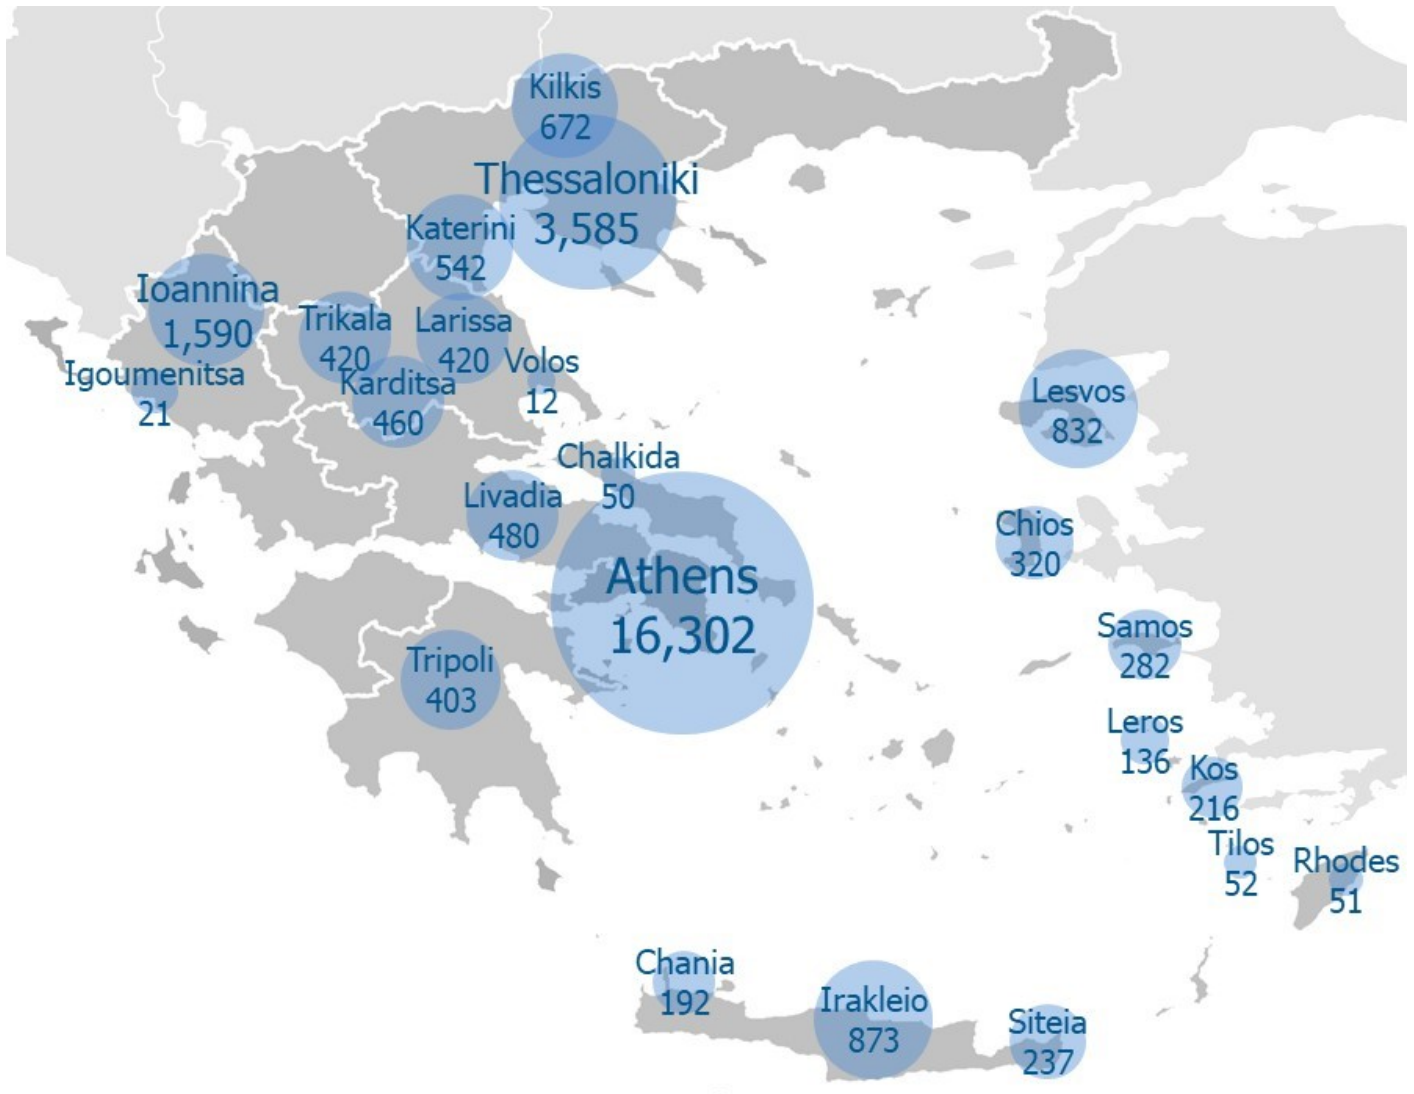 Kilkis
672
Thessaloniki
3,585
Katerini
542
Ioannina
1,590
Trikala
420
Larissa
420
Volos
12
Igoumenitsa
21
Karditsa
460
Lesvos
832
Chalkida
50
Livadia
480
Chios
320
Athens
16,302
Samos
282
Tripoli
403
Leros
136
Kos
216
Tilos
52
Rhodes
51
Chania
192
Irakleio
873
Siteia
237